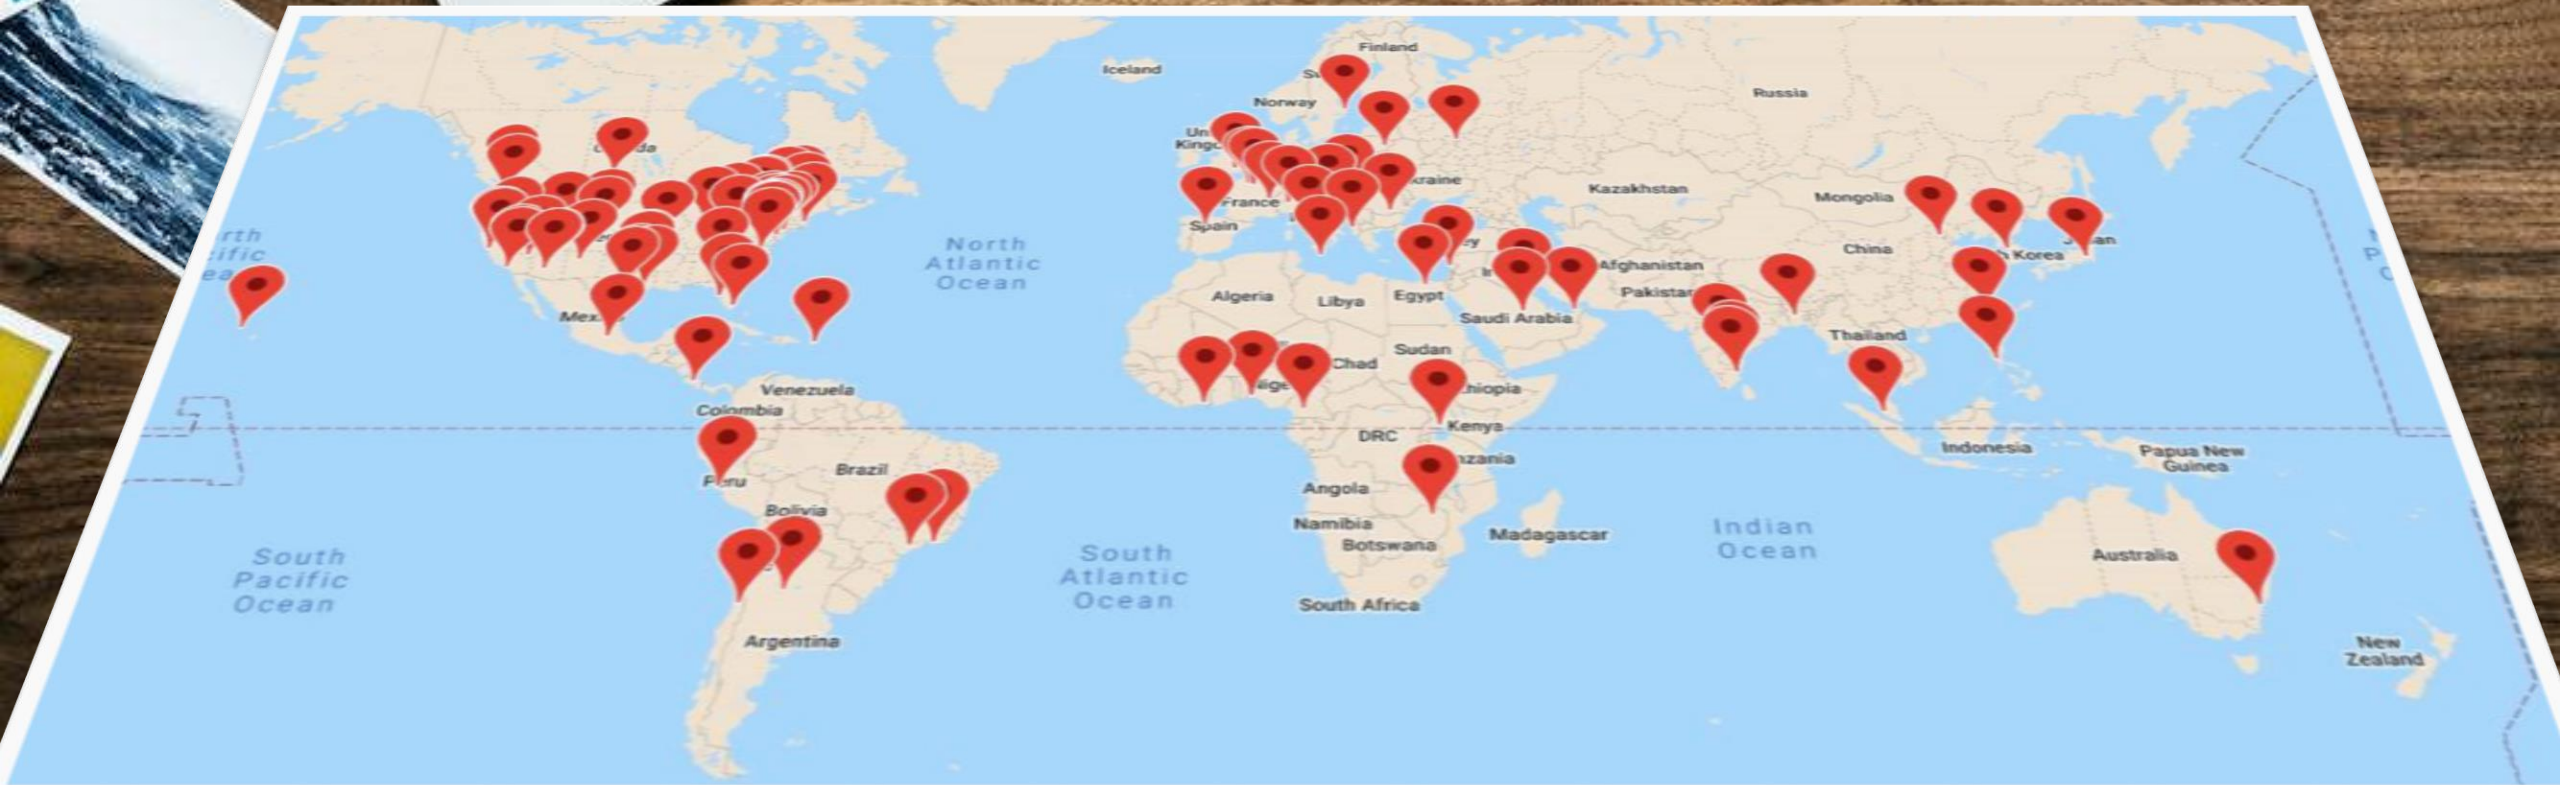 Finland
Iceland
Norway
Russia
Kazakhstan
Mongolia
France
Spain
China
North
Atlantic
Ocean
Afghanistan
Algeria
Libya
Egypt
Saudi Arabia
Thailand
Sudan
Chad
Venezuela
Colombia
Kenya
DRC
Brazil
Indonesia
Papua New
Guinea
Angola
Bolivia
Namibia
Botswana
Madagascar
Indian
Ocean
Australia
South
Pacific
Ocean
South
Atlantic
Ocean
South Africa
Argentina
New
Zealand
Korea